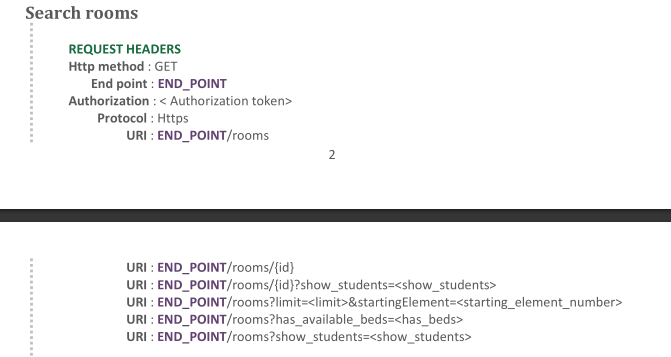 Search rooms
REQUEST HEADERS
Http method : GET
End point : END_POINT
Authorization : < Authorization token>
Protocol : Https
URI : END_POINT/rooms
2
URI : END_POINT/rooms/{id}
URI : END_POINT/rooms/{id}?show_students=<show_students>
URI : END_POINT/rooms?limit=<limit>&startingElement=<starting_element_number>
URI : END_POINT/rooms?has_available_beds=<has_beds>
URI : END_POINT/rooms?show_students=<show_students>